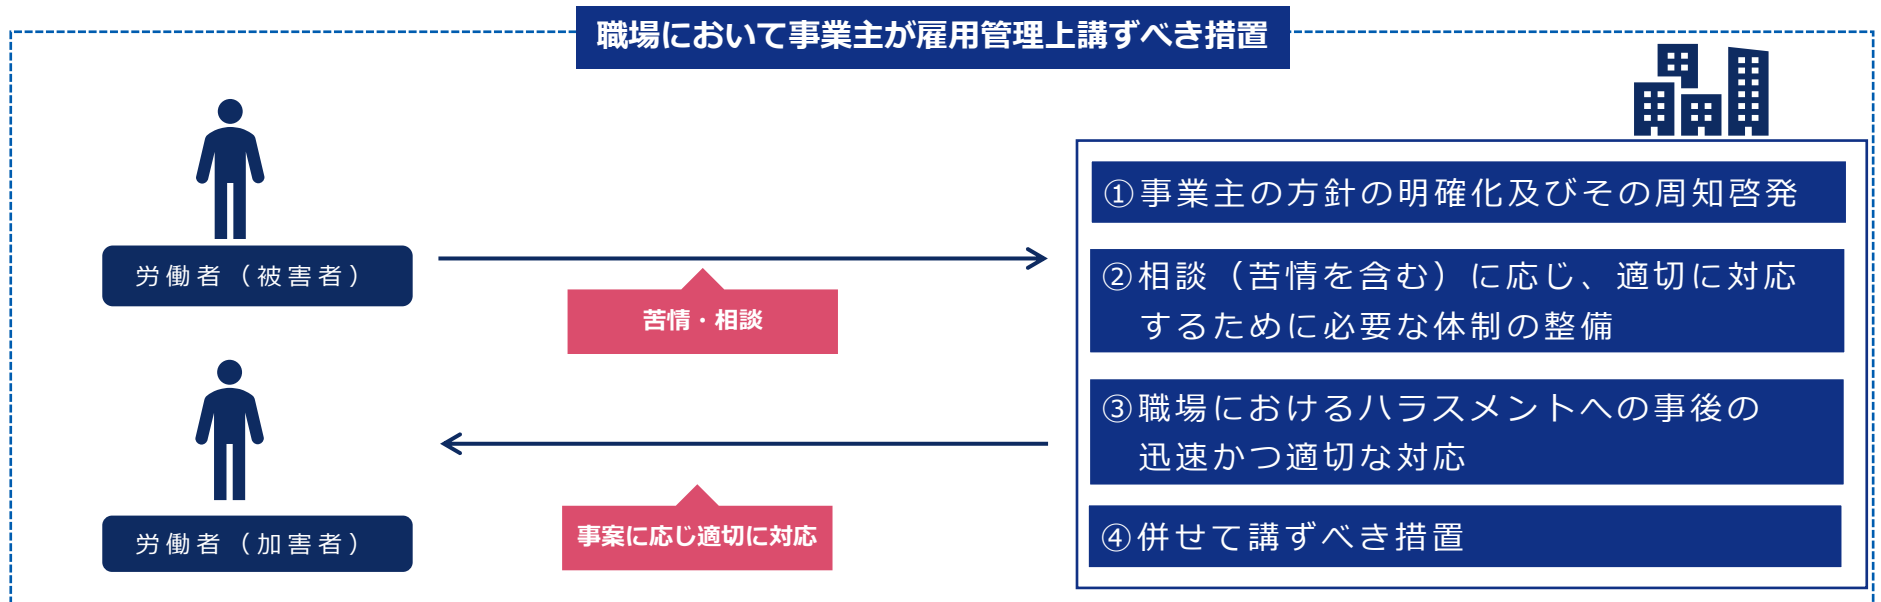 職場において事業主が雇用管理上講ずべき措置
労働者（被害者）
苦情・相談
労働者（加害者）
事案に応じ適切に対応
①事業主の方針の明確化及びその周知啓発
②相談（苦情を含む）に応じ、適切に対応
するために必要な体制の整備
③職場におけるハラスメントへの事後の
迅速かつ適切な対応
④併せて講ずべき措置